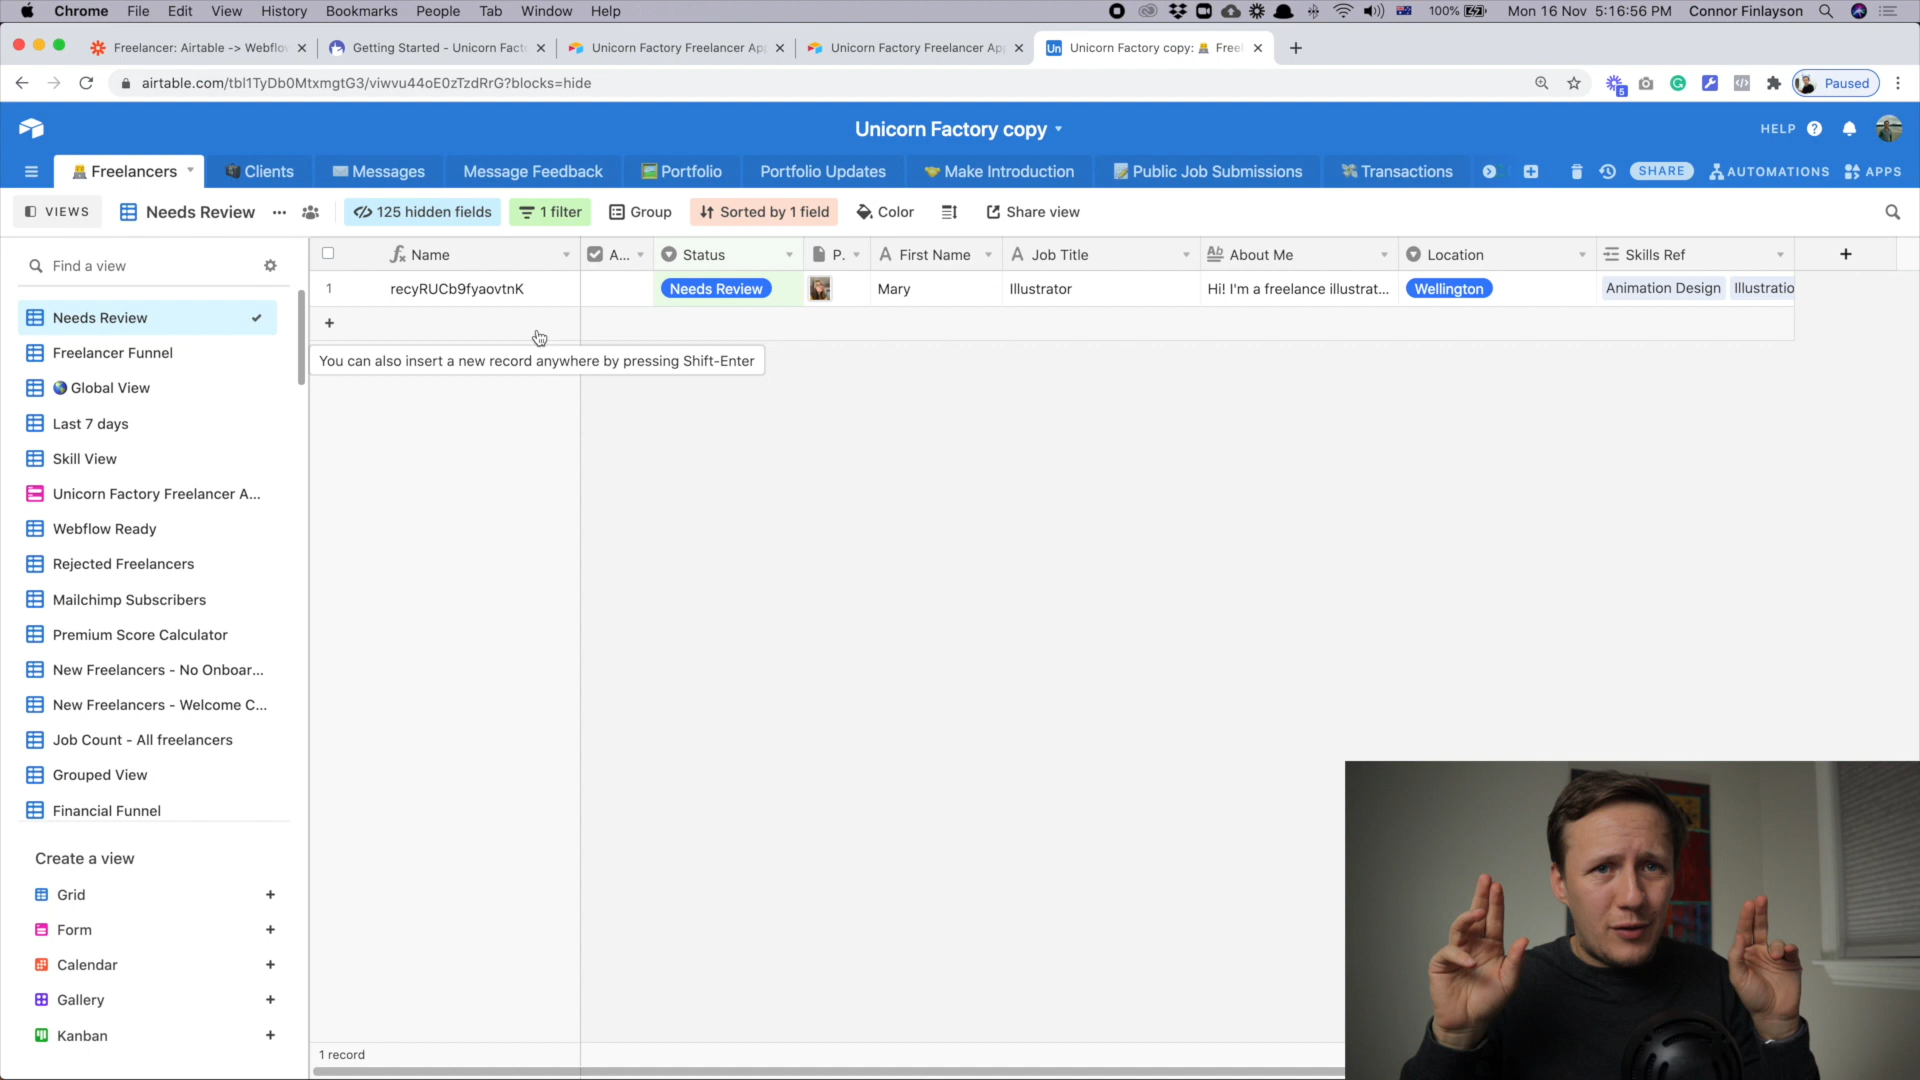 Chrome File Edit View History Bookmarks People Tab Window Help 100% Mon 16 Nov 5:16:56 PM Connor Finlayson
Freelancer: Airtable -> Webflo
Getting Started - Unicorn Facto
Unicorn Factory Freelancer Ap
Unicorn Factory Freelancer Ap
Un Unicorn Factory copy: Free
airtable.com/tbl1TyDb0MtxmgtG3/viwvu44oE0zTzdRrG?blocks=hide
5
Paused
Unicorn Factory copy
HELP
Freelancers Clients Messages Message Feedback Portfolio Portfolio Updates Make Introduction Public Job Submissions Transactions SHARE AUTOMATIONS APPS
VIEWS Needs Review ... 125 hidden fields 1 filter Group Sorted by 1 field Color Share view
Find a view
Name A... Status P. First Name Job Title About Me Location Skills Ref
1 recyRUCb9fyaovtnK Needs Review Mary Illustrator Hi! I'm a freelance illustrat... Wellington Animation Design Illustratio
You can also insert a new record anywhere by pressing Shift-Enter
Needs Review
Freelancer Funnel
Global View
Last 7 days
Skill View
Unicorn Factory Freelancer A...
Webflow Ready
Rejected Freelancers
Mailchimp Subscribers
Premium Score Calculator
New Freelancers - No Onboar...
New Freelancers - Welcome C...
Job Count - All freelancers
Grouped View
Financial Funnel
Create a view
Grid +
Form +
Calendar +
Gallery +
Kanban +
1 record